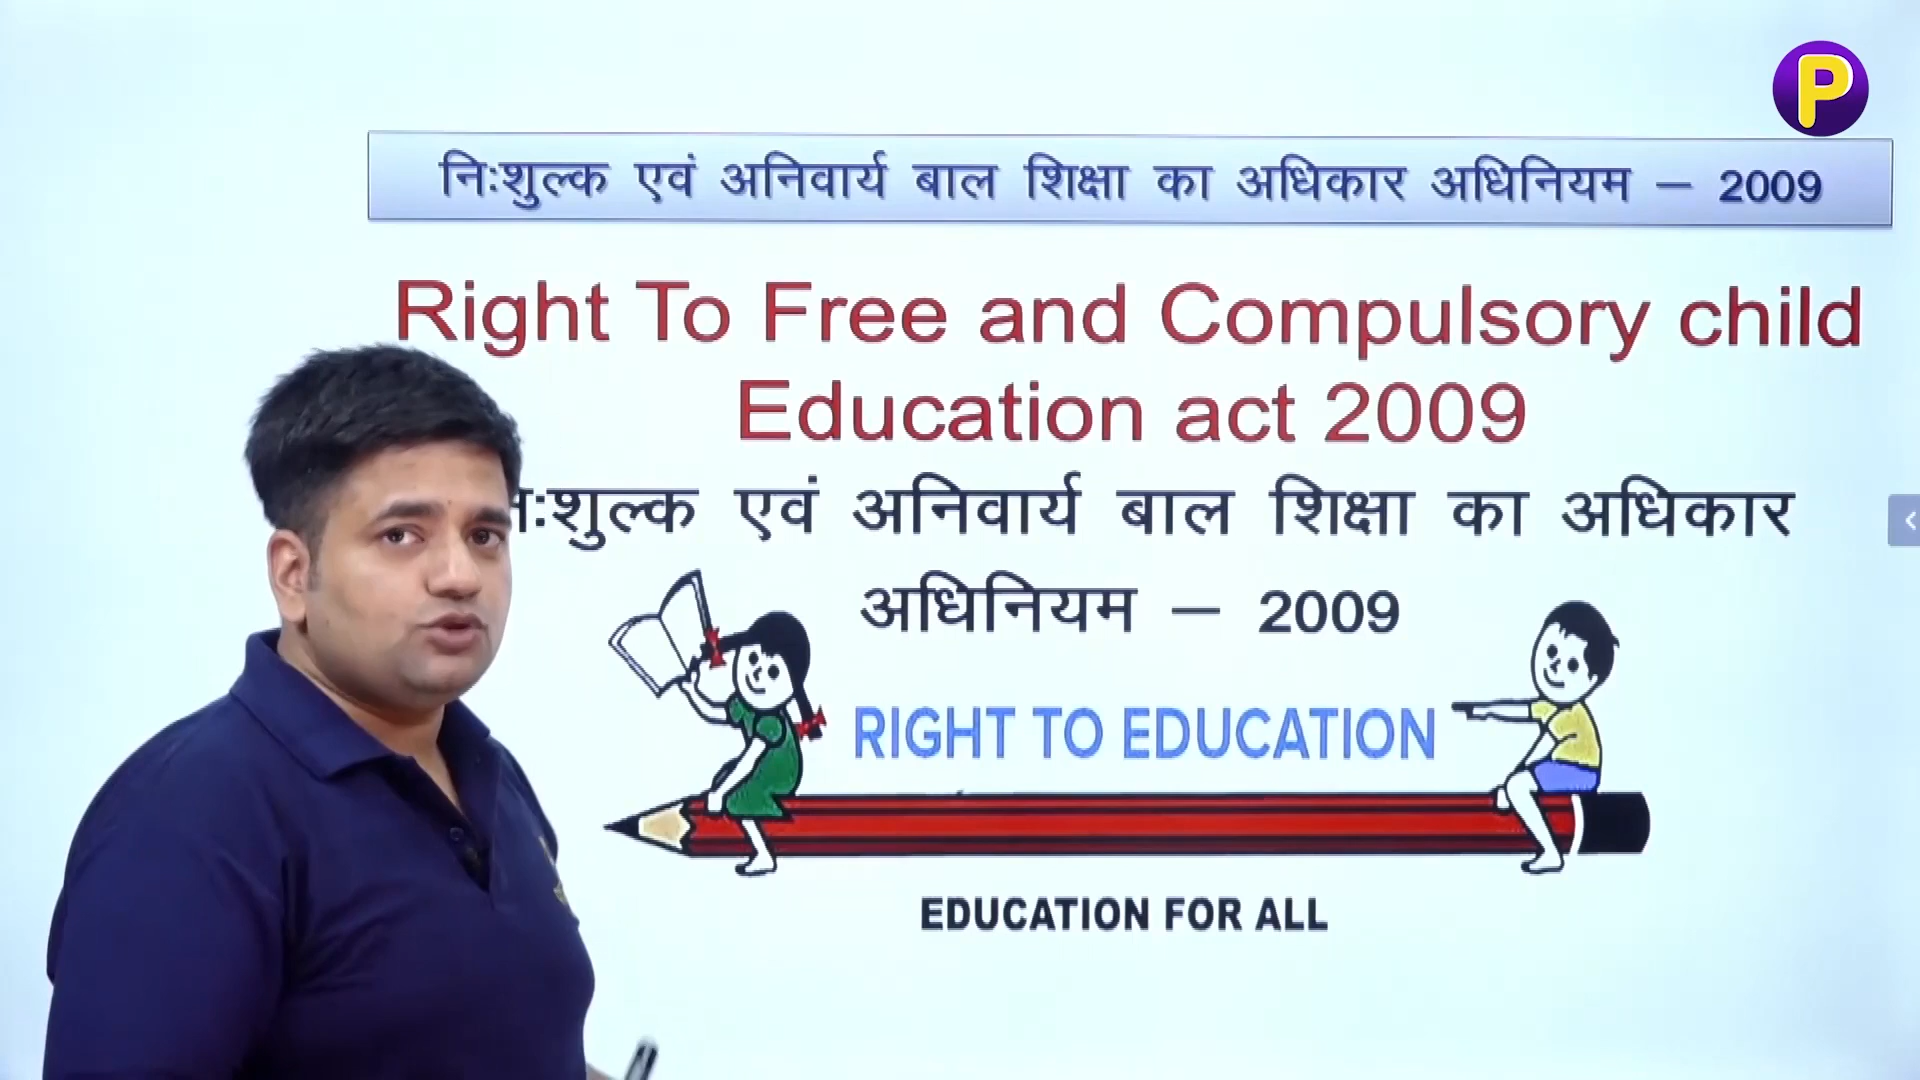 P
निःशुल्क एवं अनिवार्य बाल शिक्षा का अधिकार अधिनियम – 2009
Right To Free and Compulsory child
Education act 2009
एवं अनिवार्य बाल शिक्षा का अधिकार
अधिनियम – 2009
RIGHT TO EDUCATION
EDUCATION FOR ALL